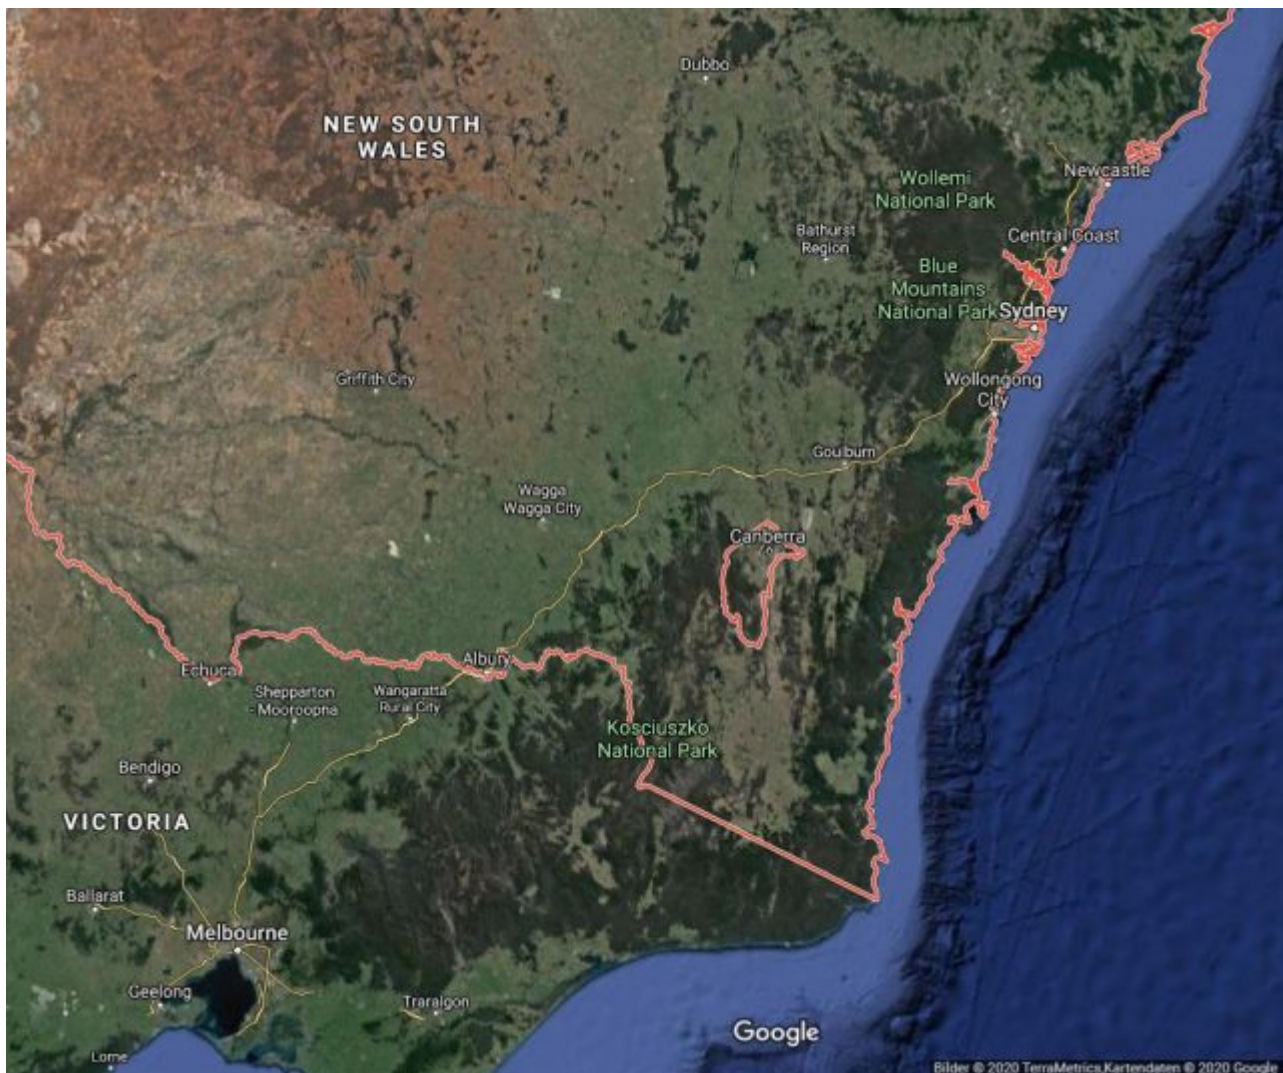 Dubbo
NEW SOUTH
WALES
Newcastle
Wollemi
National Park
Bathurst
Region
Central Coast
Blue
Mountains
National Park
Sydney
Griffith City
Wollongong
City
Goulburn
Wagga
Wagga City
Canberra
Echuca
Albury
Shepparton
- Mooroopna
Wangaratta
Rural City
Kosciuszko
National Park
Bendigo
VICTORIA
Ballarat
Melbourne
Geelong
Traralgon
Google
Lorne
Bilder © 2020 TerraMetrics,Kartendaten © 2020 Google